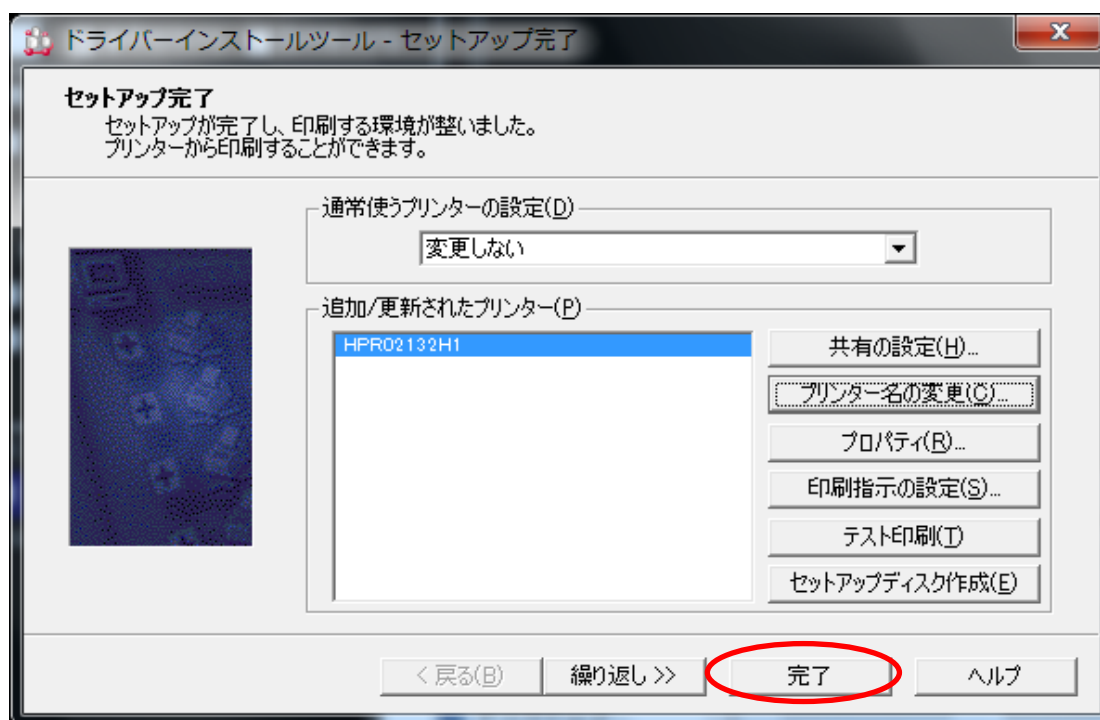 ドライバーインストールツール - セットアップ完了
セットアップ完了
セットアップが完了し、印刷する環境が整いました。
プリンターから印刷することができます。
通常使うプリンターの設定(D)
変更しない
追加/更新されたプリンター(P)
HPR02132H1
共有の設定(H)...
プリンター名の変更(C)...
プロパティ(R)...
印刷指示の設定(S)...
テスト印刷(T)
セットアップディスク作成(E)
< 戻る(B)
繰り返し >>
完了
ヘルプ